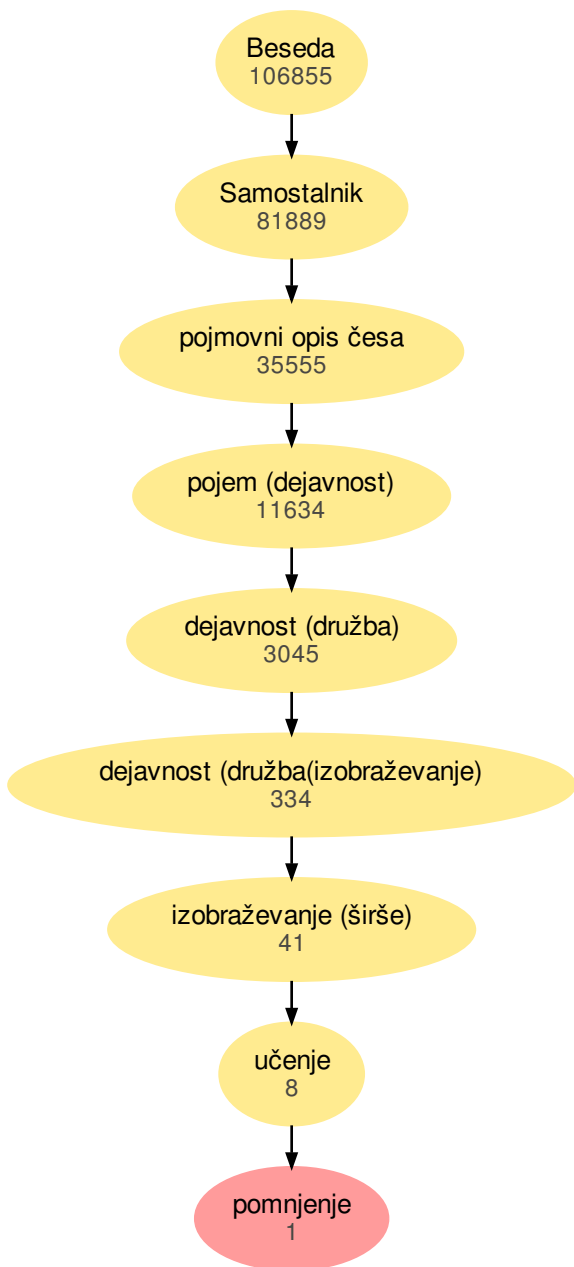 Beseda
106855
Samostalnik
81889
pojmovni opis česa
35555
pojem (dejavnost)
11634
dejavnost (družba)
3045
dejavnost (družba(izobraževanje)
334
izobraževanje (širše)
41
učenje
8
pomnjenje
1